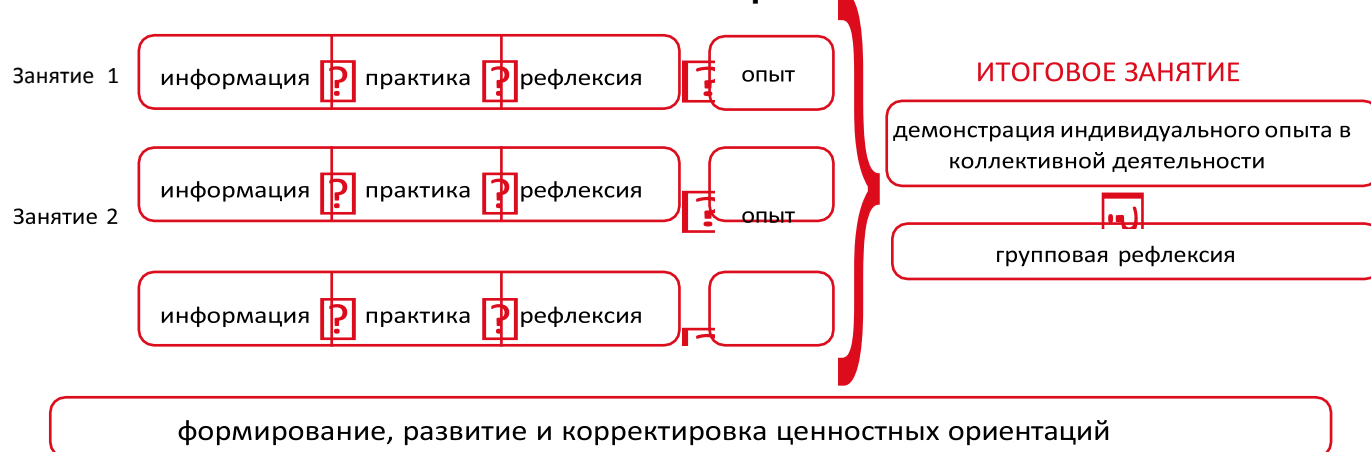 Занятие 1
информация ? практика ? рефлексия ? опыт
информация ? практика ? рефлексия ?
Занятие 2
опыт
информация ? практика ? рефлексия
ИТОГОВОЕ ЗАНЯТИЕ
демонстрация индивидуального опыта в
коллективной деятельности
групповая рефлексия
формирование, развитие и корректировка ценностных ориентаций